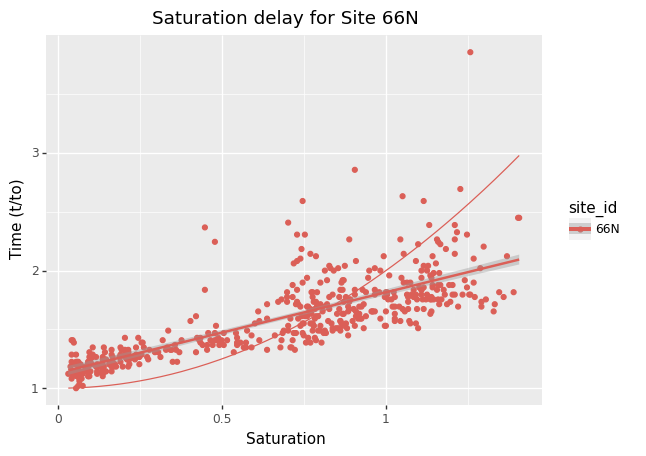 Saturation delay for Site 66N
Time (t/to)
3
2
1
0
0.5
1
Saturation
site_id
66N